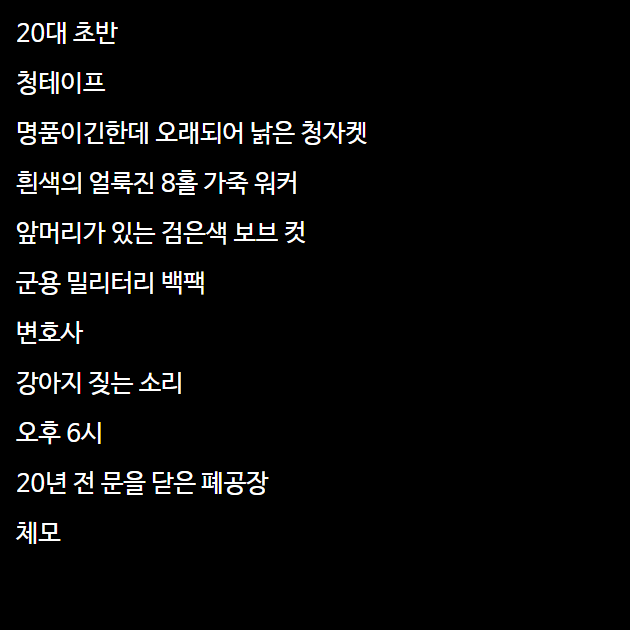 20대 초반
청테이프
명품이긴한데 오래되어 낡은 청자켓
흰색의 얼룩진 8홀 가죽 워커
앞머리가 있는 검은색 보브 컷
군용 밀리터리 백팩
변호사
강아지 짖는 소리
오후 6시
20년 전 문을 닫은 폐공장
체모